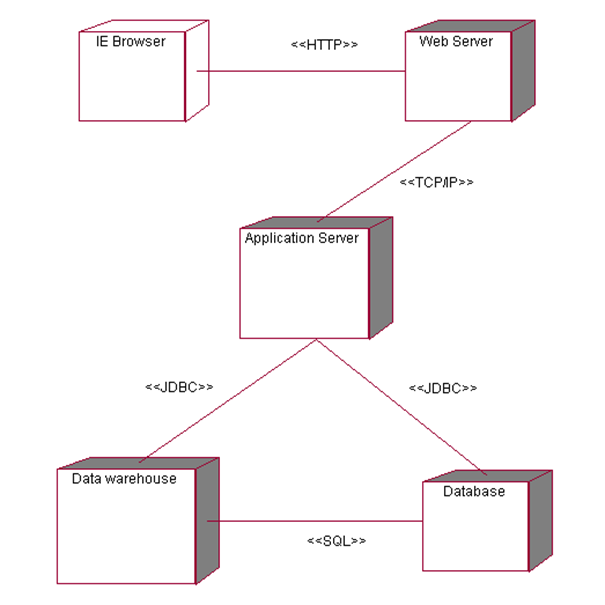 IE Browser
<<HTTP>>
Web Server
<<TCP/IP>>
Application Server
<<JDBC>>
<<JDBC>>
Data warehouse
Database
<<SQL>>